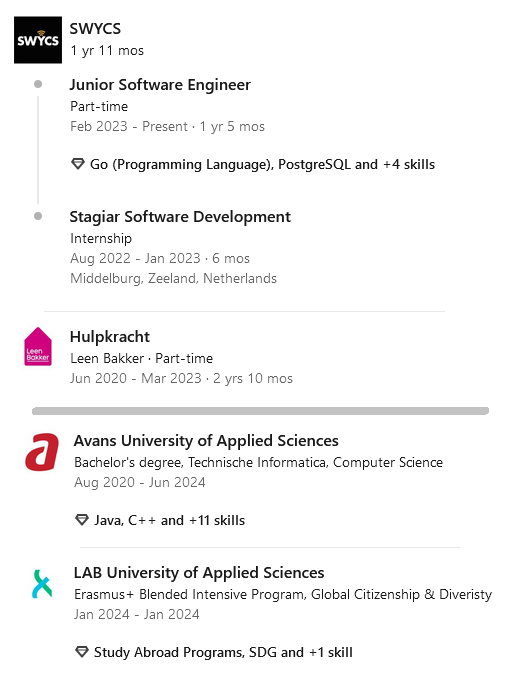 SWYCS
SWYCS
1 yr 11 mos
Junior Software Engineer
Part-time
Feb 2023 - Present · 1 yr 5 mos
Go (Programming Language), PostgreSQL and +4 skills
Stagiar Software Development
Internship
Aug 2022 - Jan 2023 · 6 mos
Middelburg, Zeeland, Netherlands
Leen
Bakker
Hulpkracht
Leen Bakker · Part-time
Jun 2020 - Mar 2023 · 2 yrs 10 mos
a
Avans University of Applied Sciences
Bachelor's degree, Technische Informatica, Computer Science
Aug 2020 - Jun 2024
Java, C++ and +11 skills
LAB University of Applied Sciences
Erasmus+ Blended Intensive Program, Global Citizenship & Diveristy
Jan 2024 - Jan 2024
Study Abroad Programs, SDG and +1 skill